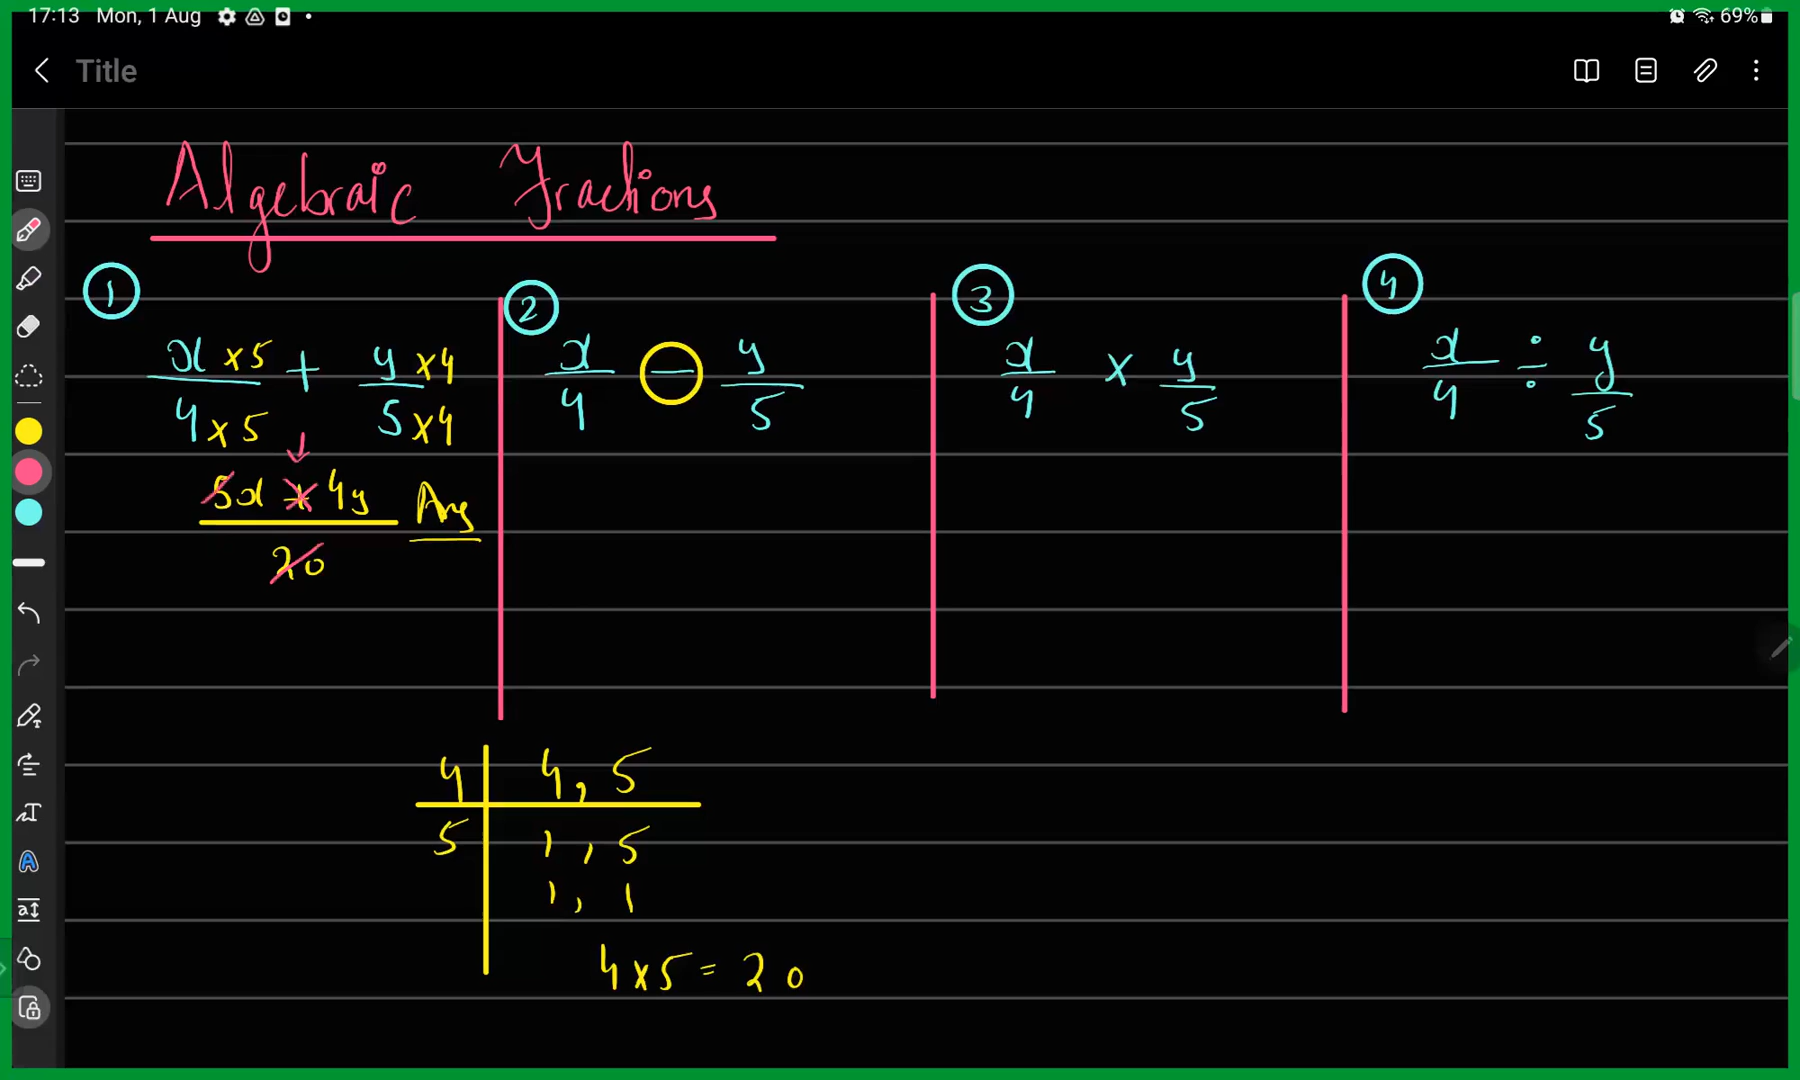 17:13 Mon, 1 Aug
69%
Title
Algebraic Fractions
① ② ③ ④
x × 5 / 4 × 5 + y × 4 / 5 × 4
x / 4 − y / 5
x / 4 × y / 5
x / 4 ÷ y / 5
5x + 4y / 20 Ans
4 | 4, 5
5 | 1, 5
1, 1
4 × 5 = 20